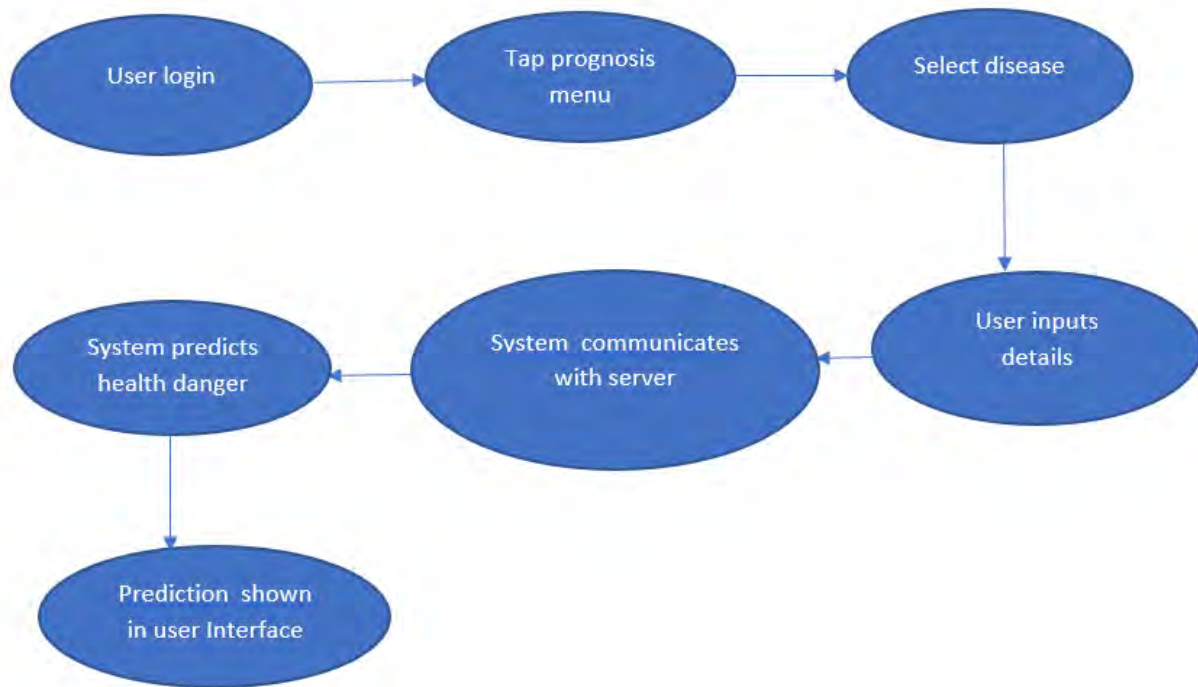 User login
Tap prognosis
menu
Select disease
User inputs
details
System communicates
with server
System predicts
health danger
Prediction shown
in user Interface